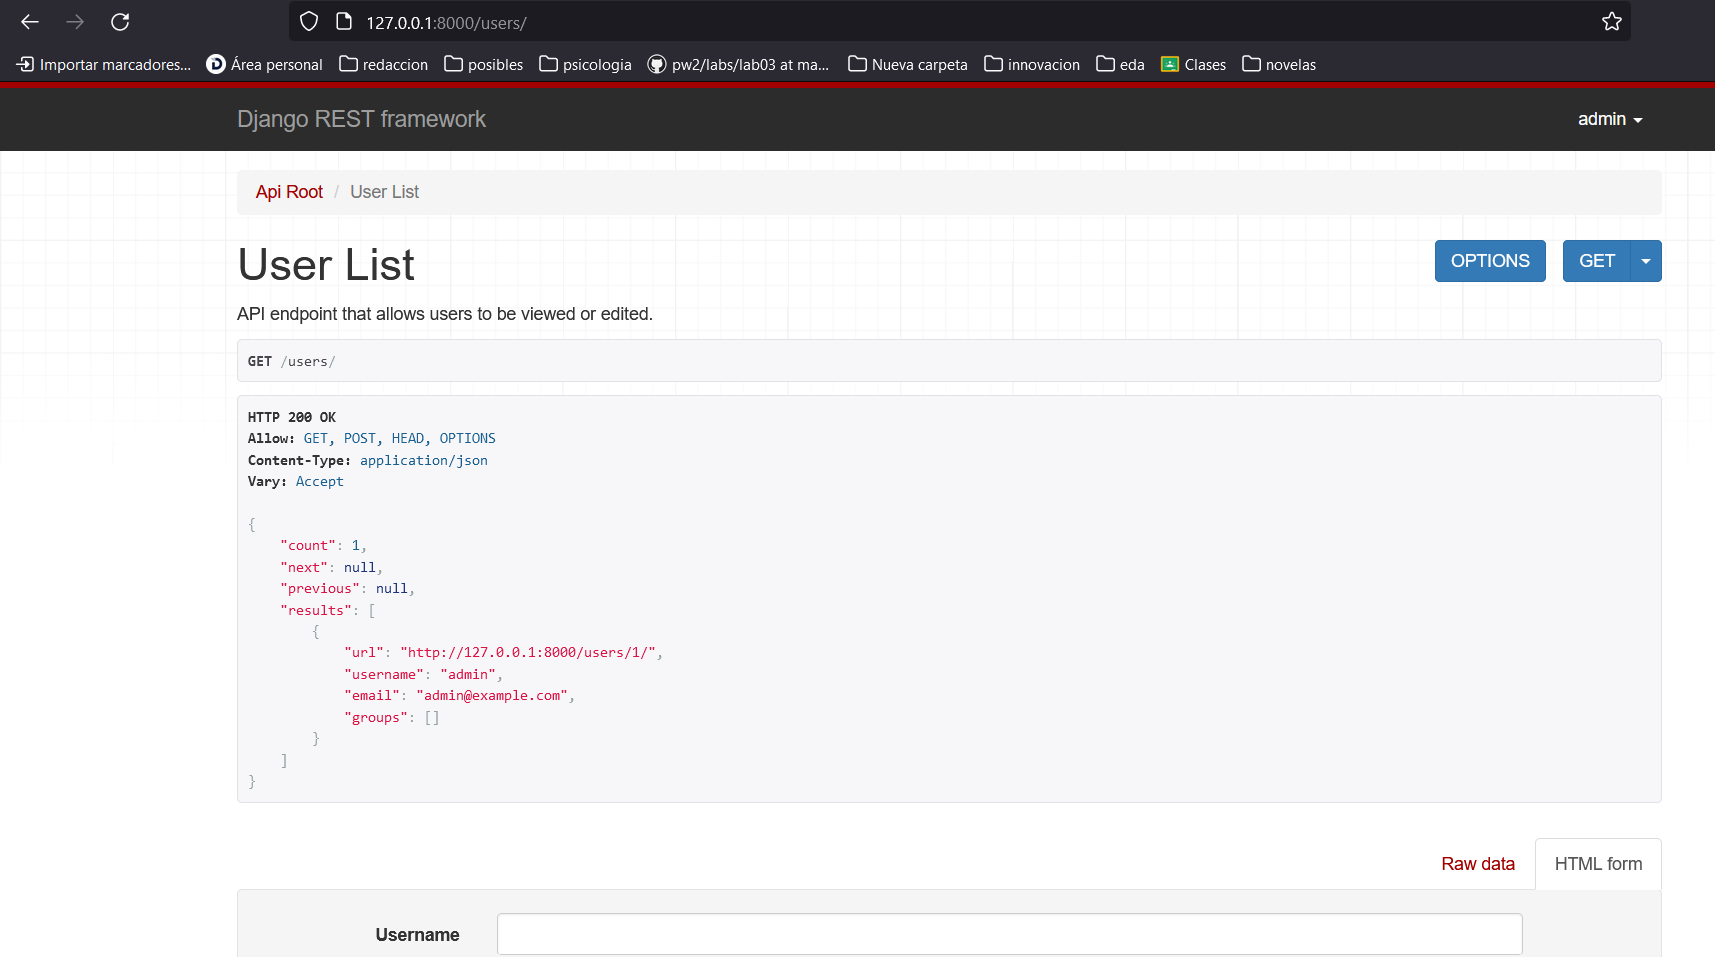 127.0.0.1:8000/users/
Importar marcadores... Área personal redaccion posibles psicologia pw2/labs/lab03 at ma... Nueva carpeta innovacion eda Clases novelas
Django REST framework admin
Api Root / User List
User List OPTIONS GET
API endpoint that allows users to be viewed or edited.
GET /users/
HTTP 200 OK
Allow: GET, POST, HEAD, OPTIONS
Content-Type: application/json
Vary: Accept
{
    "count": 1,
    "next": null,
    "previous": null,
    "results": [
        {
            "url": "http://127.0.0.1:8000/users/1/",
            "username": "admin",
            "email": "admin@example.com",
            "groups": []
        }
    ]
}
Raw data HTML form
Username